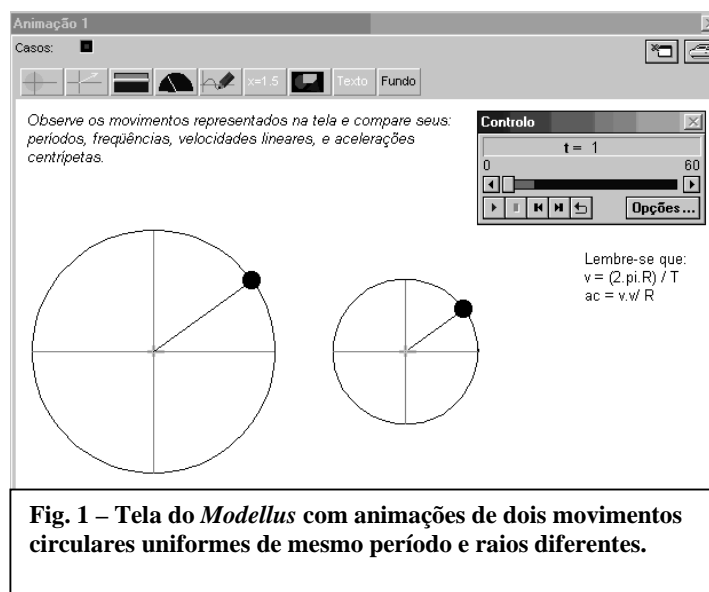 Animação 1
Casos:
x=1.5 Texto Fundo
Observe os movimentos representados na tela e compare seus:
períodos, freqüências, velocidades lineares, e acelerações
centrípetas.
Controlo
t = 1
0 60
Opções...
Lembre-se que:
v = (2.pi.R) / T
ac = v.v/ R
Fig. 1 – Tela do Modellus com animações de dois movimentos
circulares uniformes de mesmo período e raios diferentes.